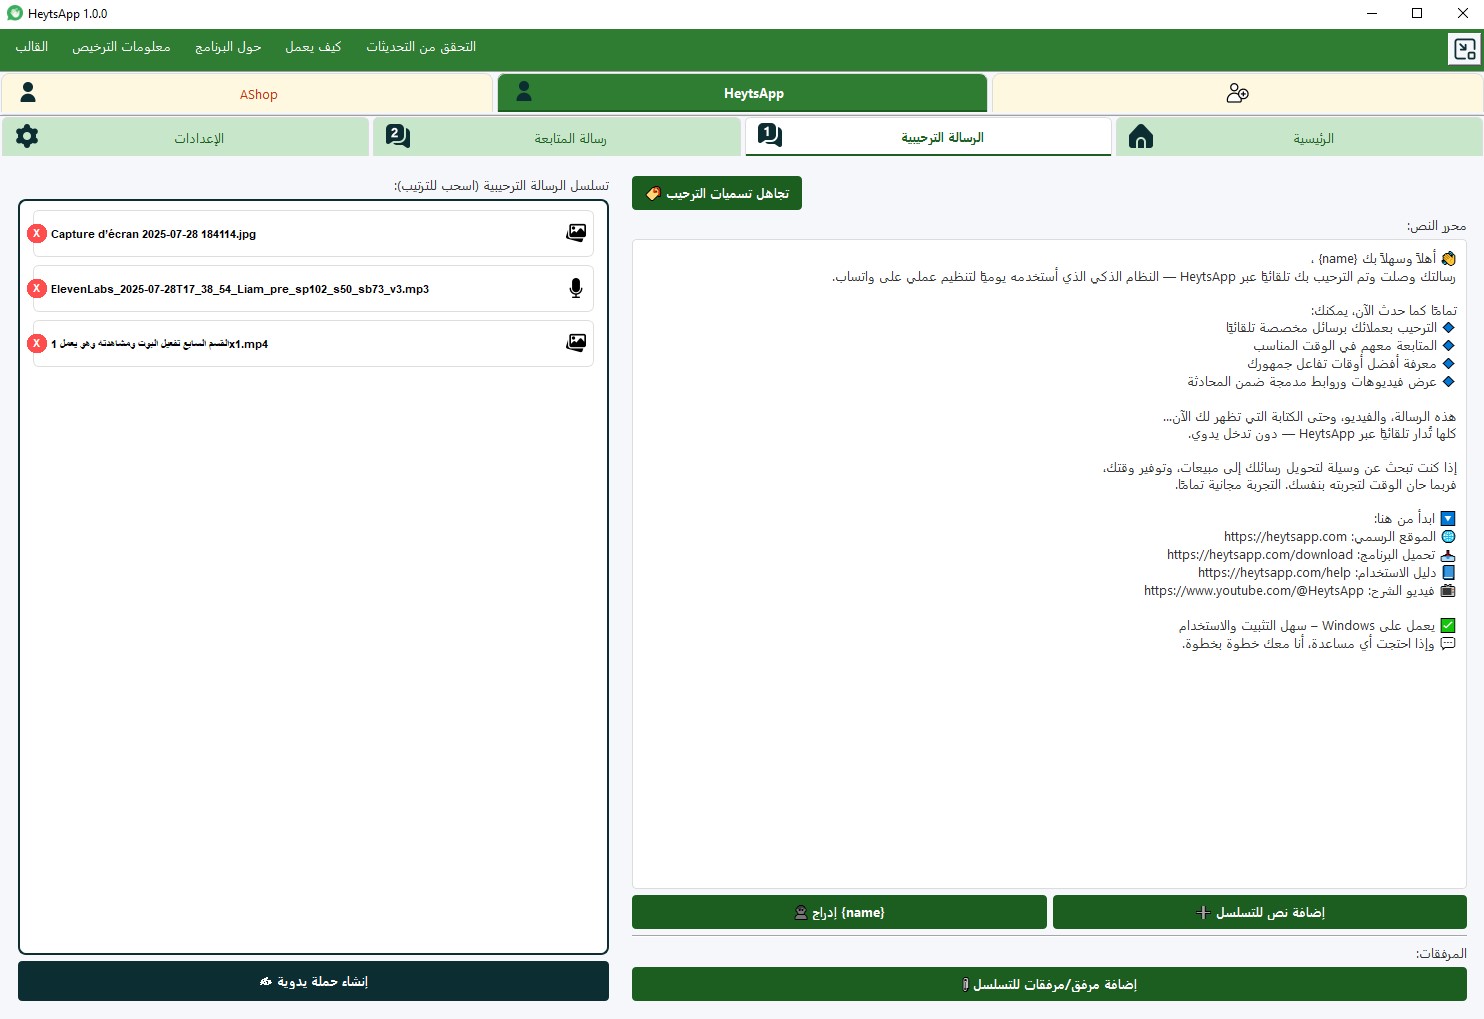 HeytsApp 1.0.0
القالب
معلومات الترخيص
حول البرنامج
كيف يعمل
التحقق من التحديثات
AShop
HeytsApp
الرئيسية
1
الرسالة الترحيبية
2
رسالة المتابعة
الإعدادات
تجاهل تسميات الترحيب
محرر النص:
أهلاً وسهلاً بك {name} ،
رسالتك وصلت وتم الترحيب بك تلقائيًا عبر HeytsApp — النظام الذكي الذي أستخدمه يوميًا لتنظيم عملي على واتساب.
تمامًا كما حدث الآن، يمكنك:
الترحيب بعملائك برسائل مخصصة تلقائيًا
المتابعة معهم في الوقت المناسب
معرفة أفضل أوقات تفاعل جمهورك
عرض فيديوهات وروابط مدمجة ضمن المحادثة
هذه الرسالة، والفيديو، وحتى الكتابة التي تظهر لك الآن...
كلها تُدار تلقائيًا عبر HeytsApp — دون تدخل يدوي.
إذا كنت تبحث عن وسيلة لتحويل رسائلك إلى مبيعات، وتوفير وقتك،
فربما حان الوقت لتجربته بنفسك. التجربة مجانية تمامًا.
ابدأ من هنا:
الموقع الرسمي: https://heytsapp.com
تحميل البرنامج: https://heytsapp.com/download
دليل الاستخدام: https://heytsapp.com/help
فيديو الشرح: https://www.youtube.com/@HeytsApp
يعمل على Windows – سهل التثبيت والاستخدام
وإذا احتجت أي مساعدة، أنا معك خطوة بخطوة.
إضافة نص للتسلسل
{name} إدراج
المرفقات:
إضافة مرفق/مرفقات للتسلسل
تسلسل الرسالة الترحيبية (اسحب للترتيب):
X Capture d'écran 2025-07-28 184114.jpg
X ElevenLabs_2025-07-28T17_38_54_Liam_pre_sp102_s50_sb73_v3.mp3
X القسم السابع تفعيل البوت ومشاهدته وهو يعمل 1x1.mp4
إنشاء حملة يدوية